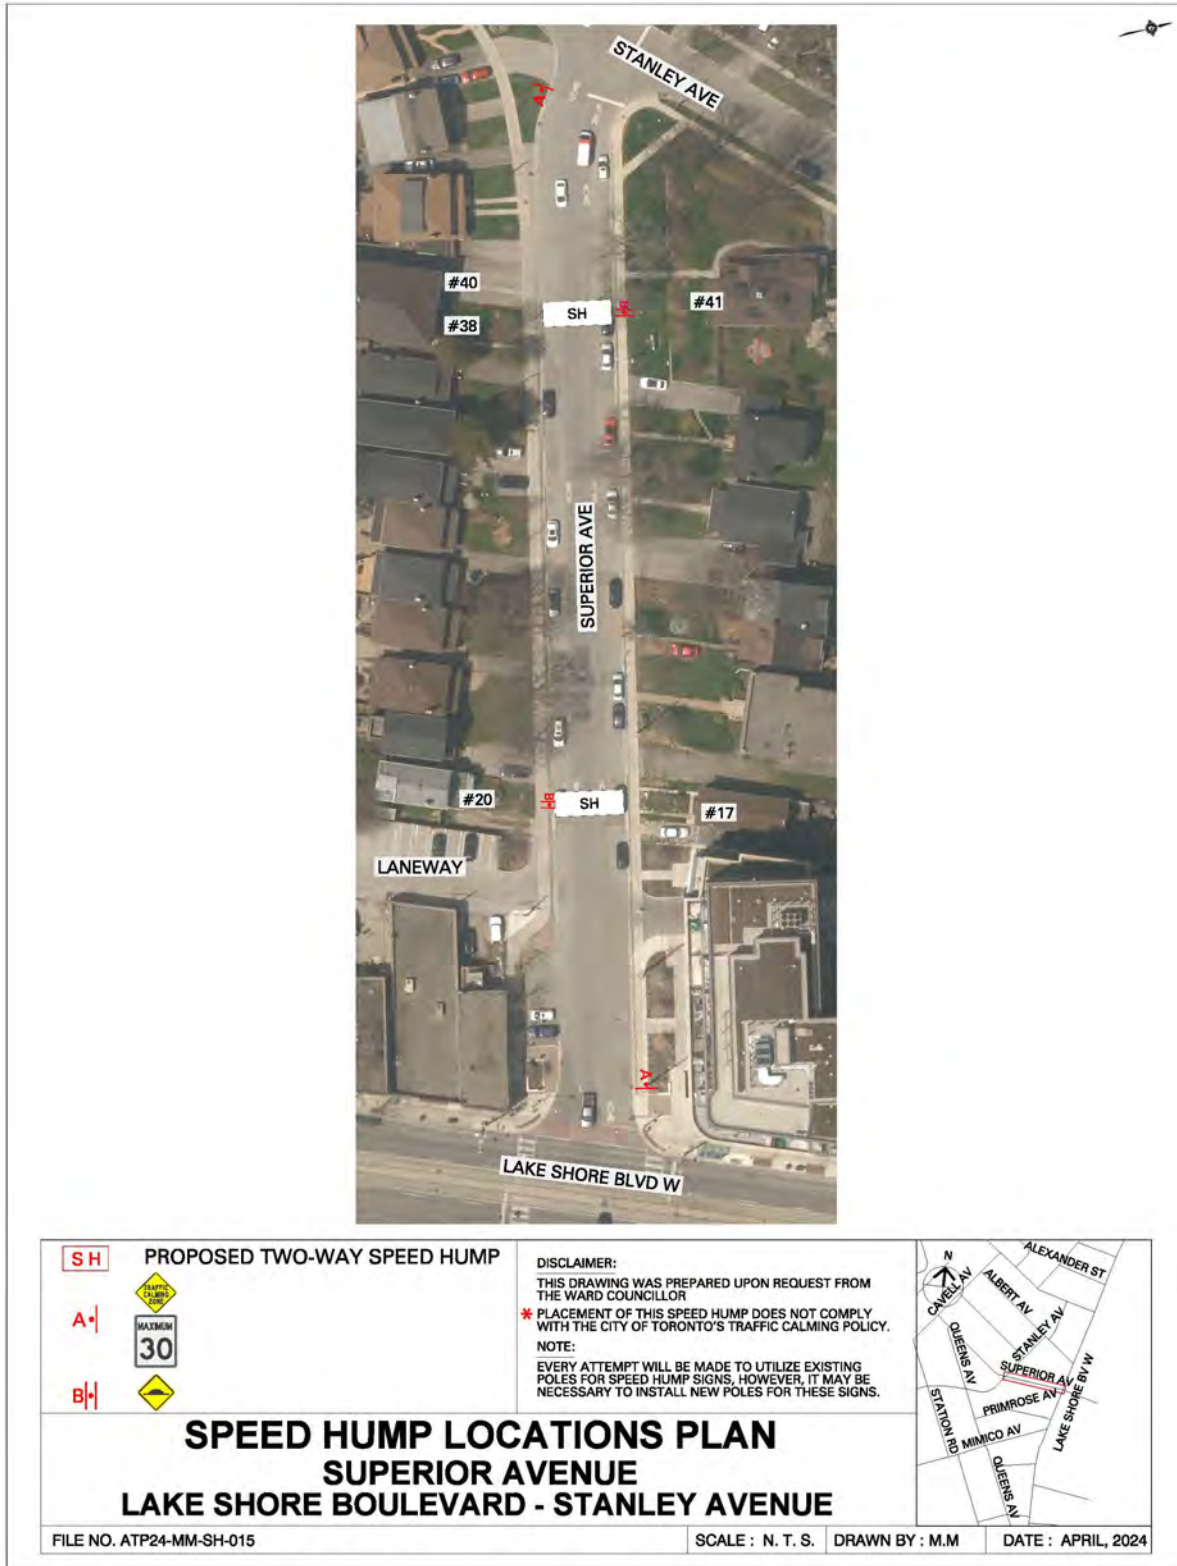 STANLEY AVE
A
#40
SH
B
#41
#38
SUPERIOR AVE
#20
B
SH
#17
LANEWAY
A
LAKE SHORE BLVD W
SH PROPOSED TWO-WAY SPEED HUMP
TRAFFIC
CALMING
ZONE
A
MAXIMUM
30
B
DISCLAIMER:
THIS DRAWING WAS PREPARED UPON REQUEST FROM
THE WARD COUNCILLOR
* PLACEMENT OF THIS SPEED HUMP DOES NOT COMPLY
WITH THE CITY OF TORONTO'S TRAFFIC CALMING POLICY.
NOTE:
EVERY ATTEMPT WILL BE MADE TO UTILIZE EXISTING
POLES FOR SPEED HUMP SIGNS, HOWEVER, IT MAY BE
NECESSARY TO INSTALL NEW POLES FOR THESE SIGNS.
N
ALEXANDER ST
CAVELL AV
ALBERT AV
STANLEY AV
QUEENS AV
SUPERIOR AV
PRIMROSE AV
LAKE SHORE BV W
STATION RD
MIMICO AV
QUEENS AV
SPEED HUMP LOCATIONS PLAN
SUPERIOR AVENUE
LAKE SHORE BOULEVARD - STANLEY AVENUE
FILE NO. ATP24-MM-SH-015
SCALE : N. T. S.
DRAWN BY : M.M
DATE : APRIL, 2024